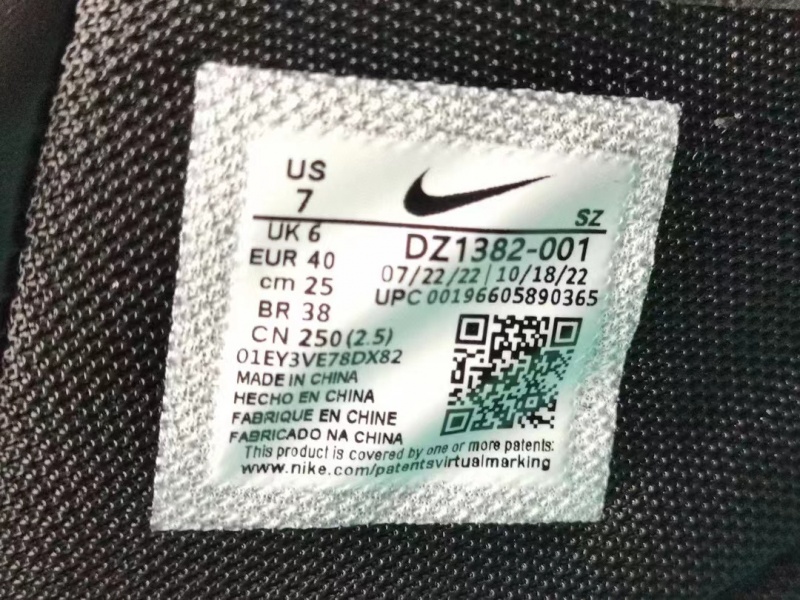 US
7
UK 6
EUR 40
cm 25
BR 38
CN 250 (2.5)
01EY3VE78DX82
MADE IN CHINA
HECHO EN CHINA
FABRIQUE EN CHINE
FABRICADO NA CHINA
SZ
DZ1382-001
07/22/22 | 10/18/22
UPC 00196605890365
This product is covered by one or more patents:
www.nike.com/patentsvirtualmarking